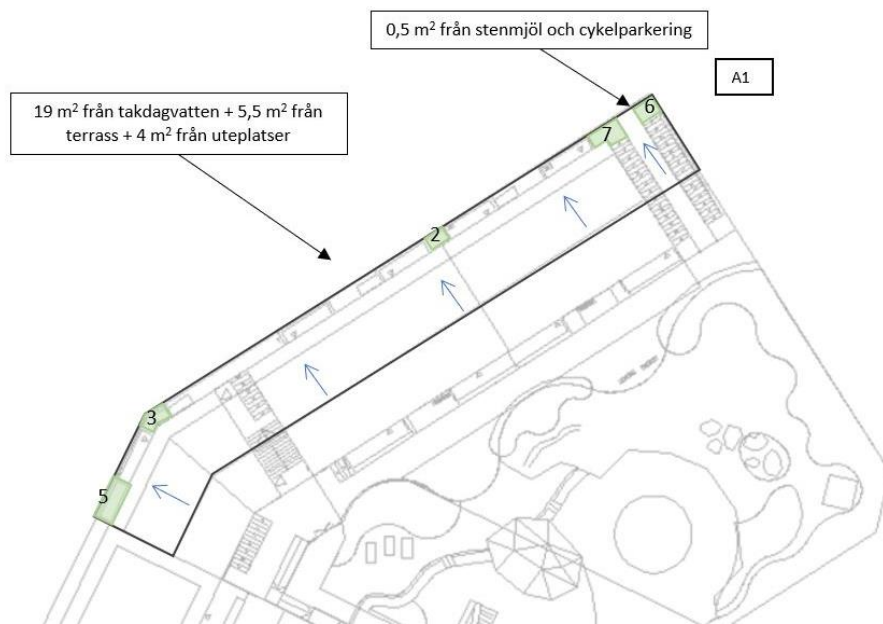 0,5 m² från stenmjöl och cykelparkering
A1
19 m² från takdagvatten + 5,5 m² från
terrass + 4 m² från uteplatser
6
7
2
3
5